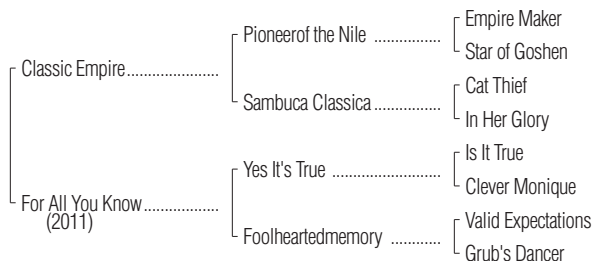 Empire Maker
Pioneerof the Nile ................
Star of Goshen
Classic Empire......................
Cat Thief
Sambuca Classica................
In Her Glory
Is It True
Yes It's True ...................
Clever Monique
For All You Know..................
(2011)
Valid Expectations
Foolheartedmemory ............
Grub's Dancer